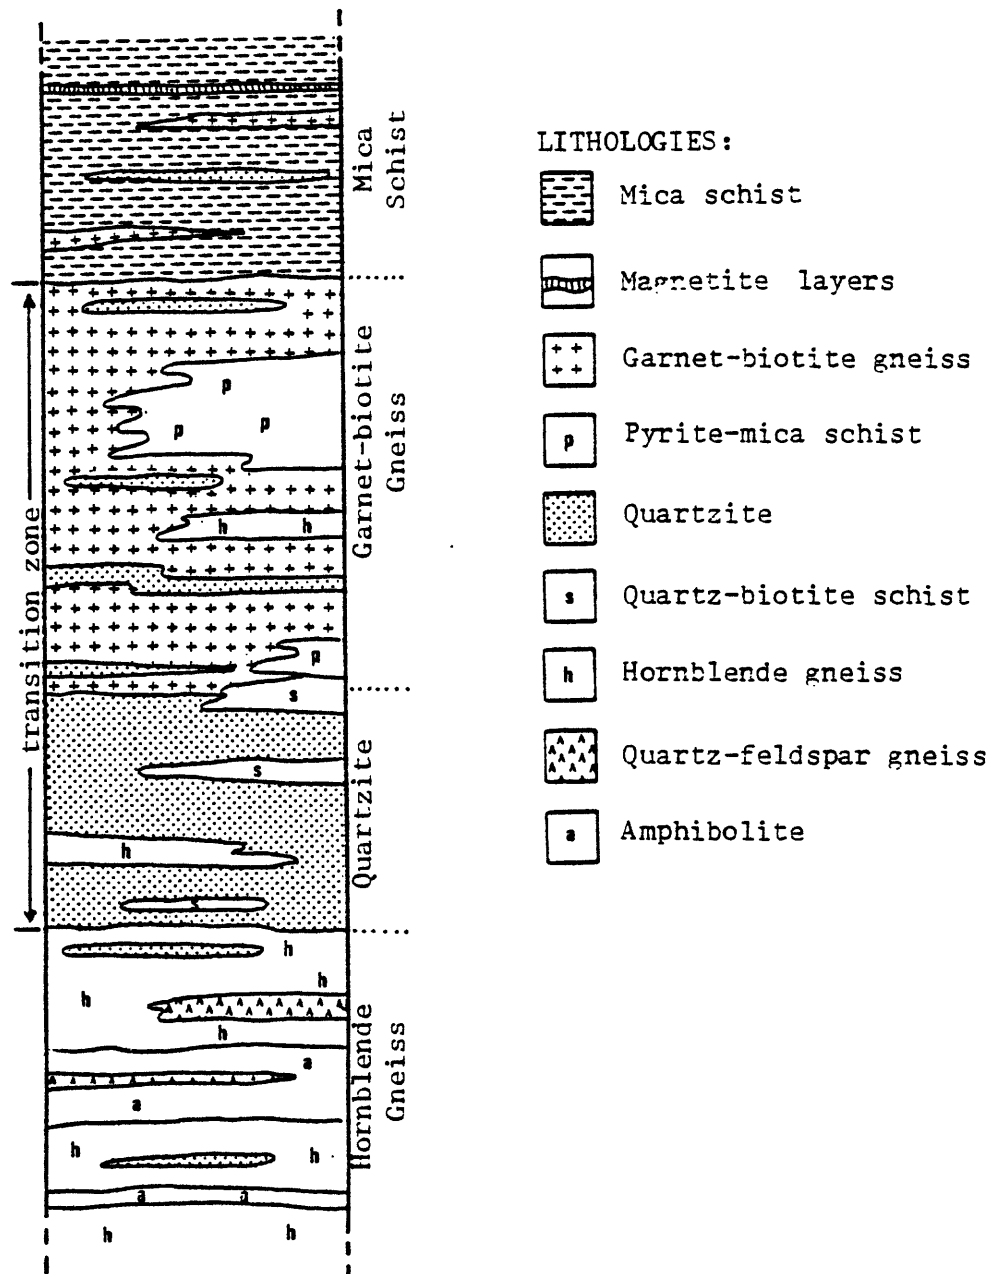 Mica
Schist
Garnet-biotite
Gneiss
Quartzite
Hornblende
Gneiss
transition zone
p
p
p
h
h
p
s
s
h
h
h
h
h
a
a
h
h
a
a
h
h
LITHOLOGIES:
Mica schist
Magnetite layers
Garnet-biotite gneiss
p Pyrite-mica schist
Quartzite
s Quartz-biotite schist
h Hornblende gneiss
Quartz-feldspar gneiss
a Amphibolite